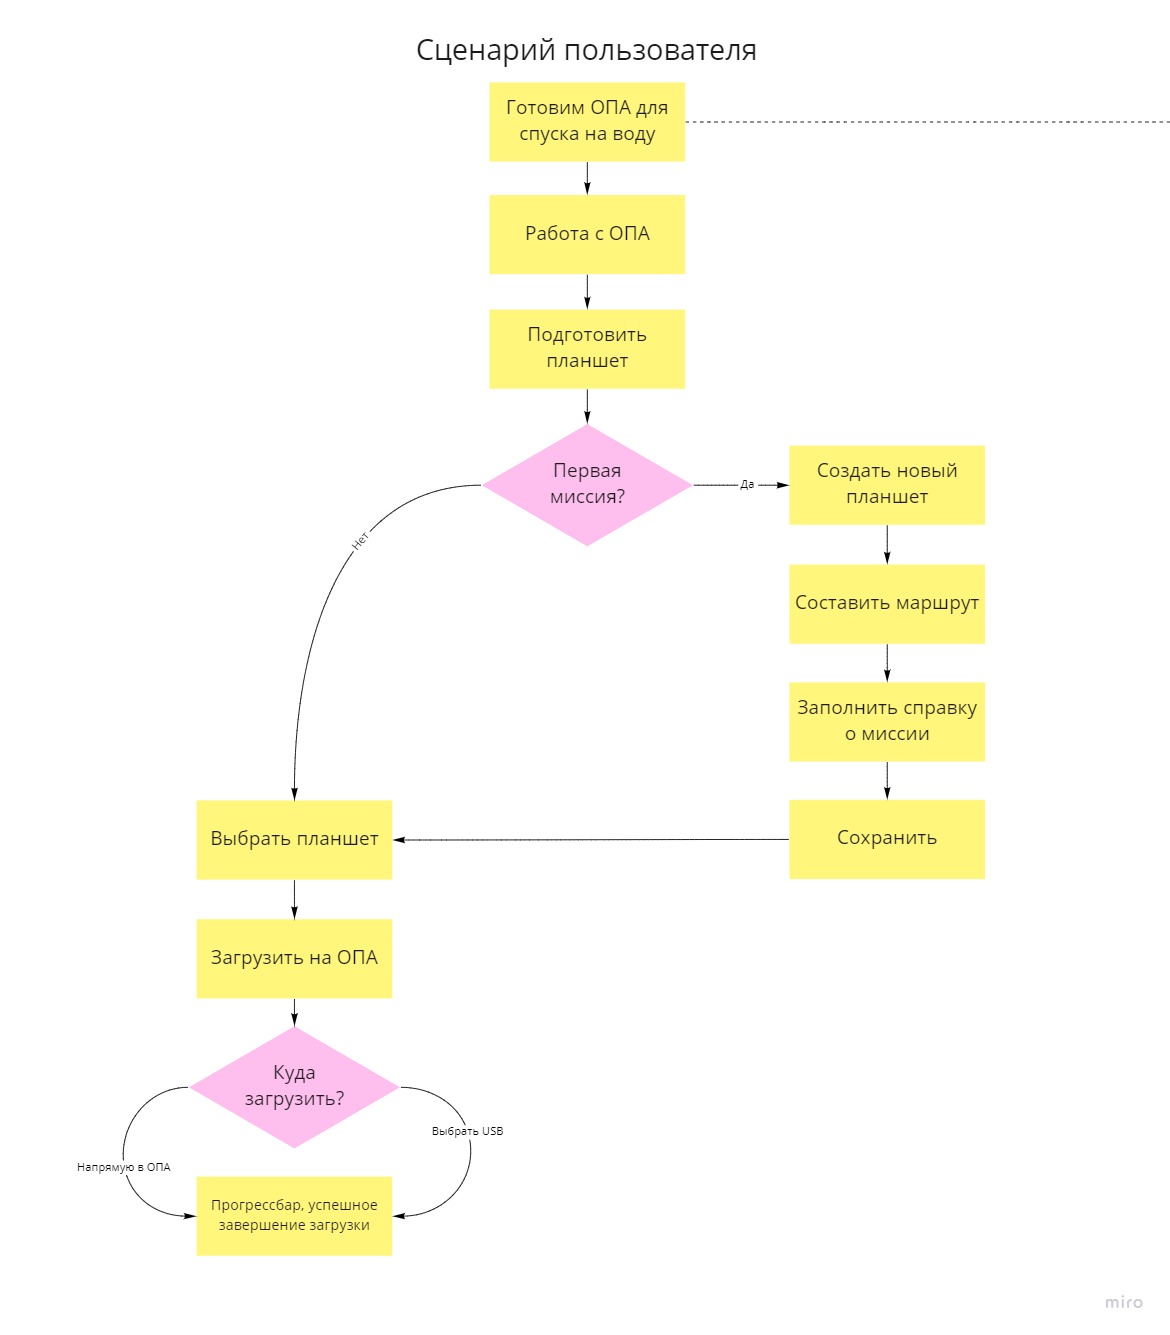 Сценарий пользователя
Готовим ОПА для
спуска на воду
Работа с ОПА
Подготовить
планшет
Первая
миссия?
Да
Нет
Создать новый
планшет
Составить маршрут
Заполнить справку
о миссии
Сохранить
Выбрать планшет
Загрузить на ОПА
Куда
загрузить?
Выбрать USB
Напрямую в ОПА
Прогрессбар, успешное
завершение загрузки
miro